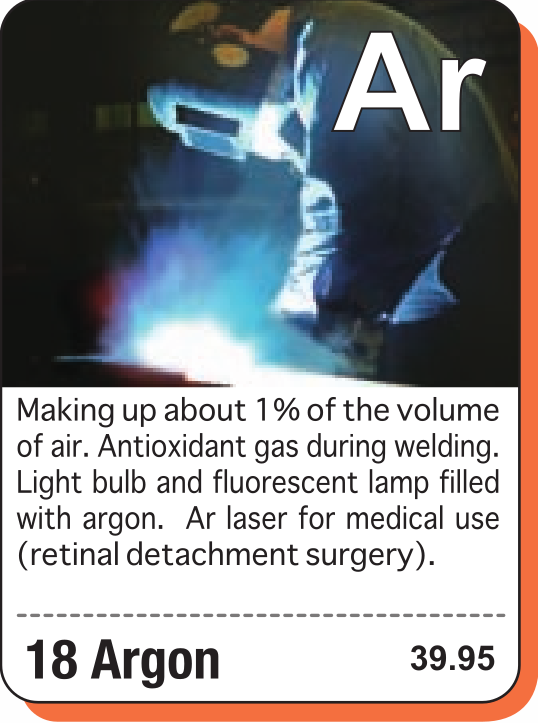 Ar
Making up about 1% of the volume
of air. Antioxidant gas during welding.
Light bulb and fluorescent lamp filled
with argon. Ar laser for medical use
(retinal detachment surgery).
18 Argon 39.95